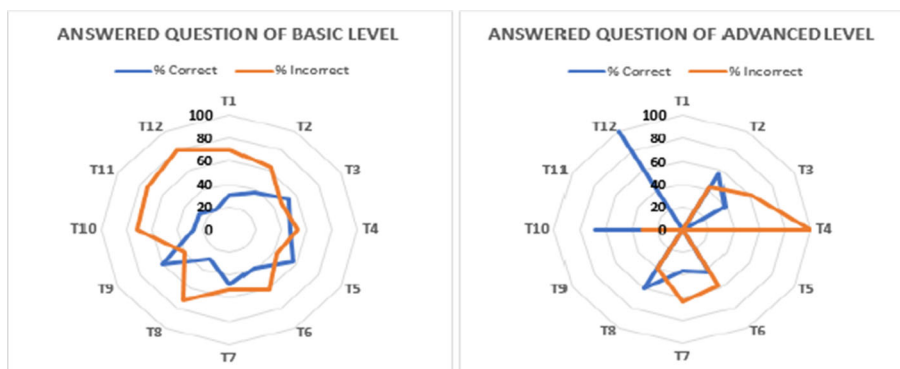 ANSWERED QUESTION OF BASIC LEVEL
% Correct
% Incorrect
T1
T2
T3
T4
T5
T6
T7
T8
T9
T10
T11
T12
100
80
60
40
20
0
ANSWERED QUESTION OF ADVANCED LEVEL
% Correct
% Incorrect
T1
T2
T3
T4
T5
T6
T7
T8
T9
T10
T11
T12
100
80
60
40
20
0